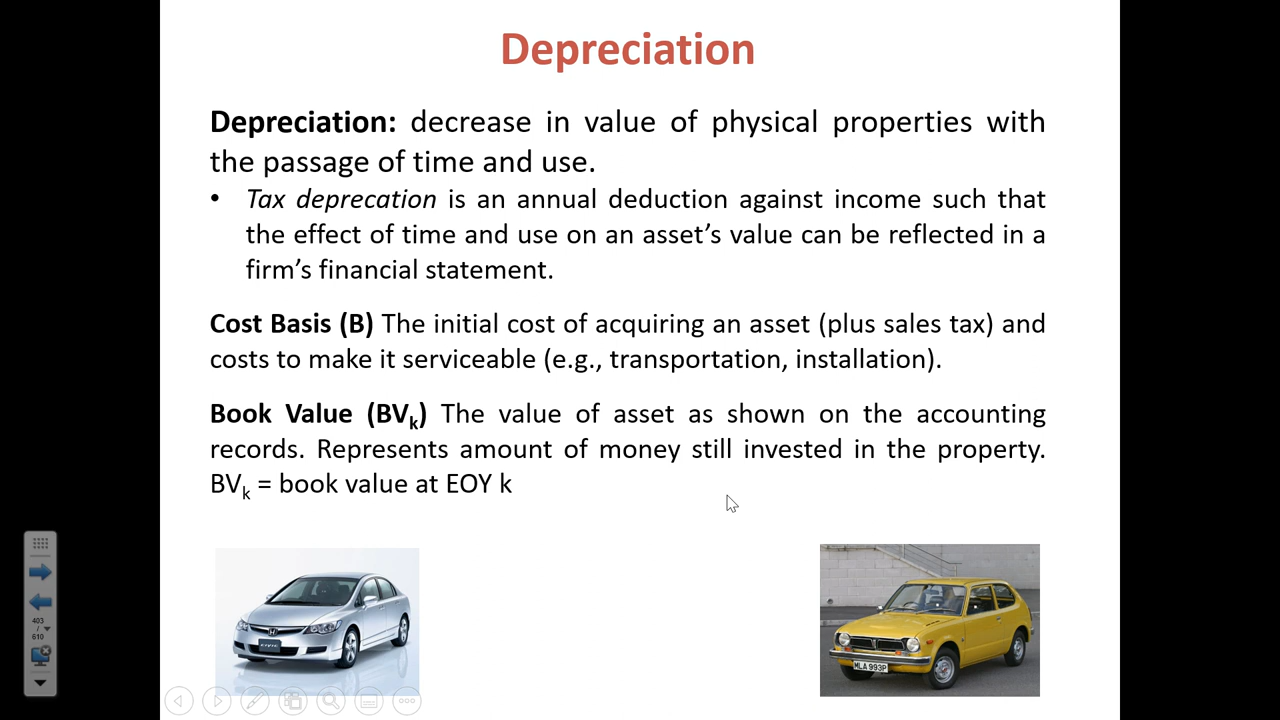 Depreciation
Depreciation: decrease in value of physical properties with
the passage of time and use.
• Tax deprecation is an annual deduction against income such that
the effect of time and use on an asset’s value can be reflected in a
firm’s financial statement.
Cost Basis (B) The initial cost of acquiring an asset (plus sales tax) and
costs to make it serviceable (e.g., transportation, installation).
Book Value (BVk) The value of asset as shown on the accounting
records. Represents amount of money still invested in the property.
BVk = book value at EOY k
403
/
610
CIVIC
MLA 993P